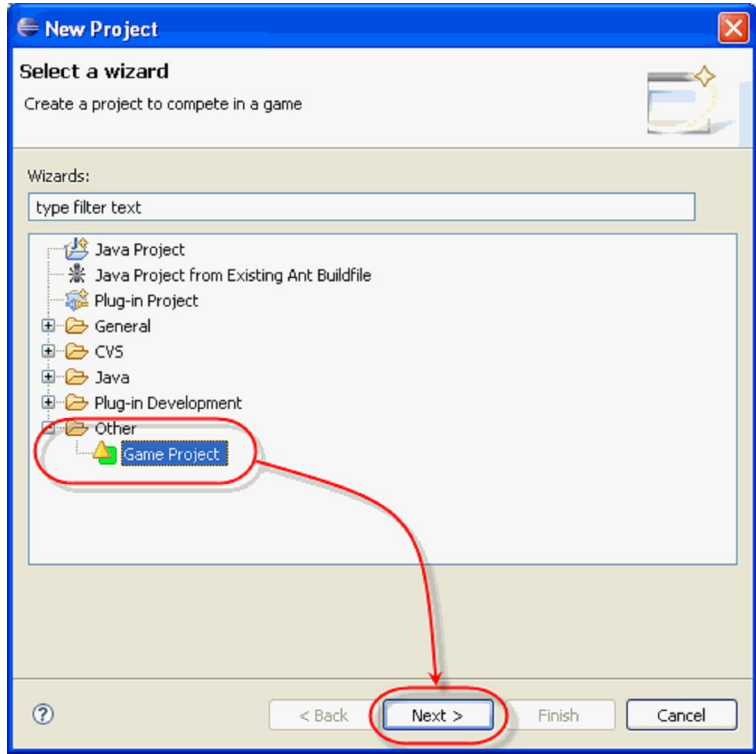 New Project
Select a wizard
Create a project to compete in a game
Wizards:
type filter text
Java Project
Java Project from Existing Ant Buildfile
Plug-in Project
General
CVS
Java
Plug-in Development
Other
Game Project
< Back Next > Finish Cancel